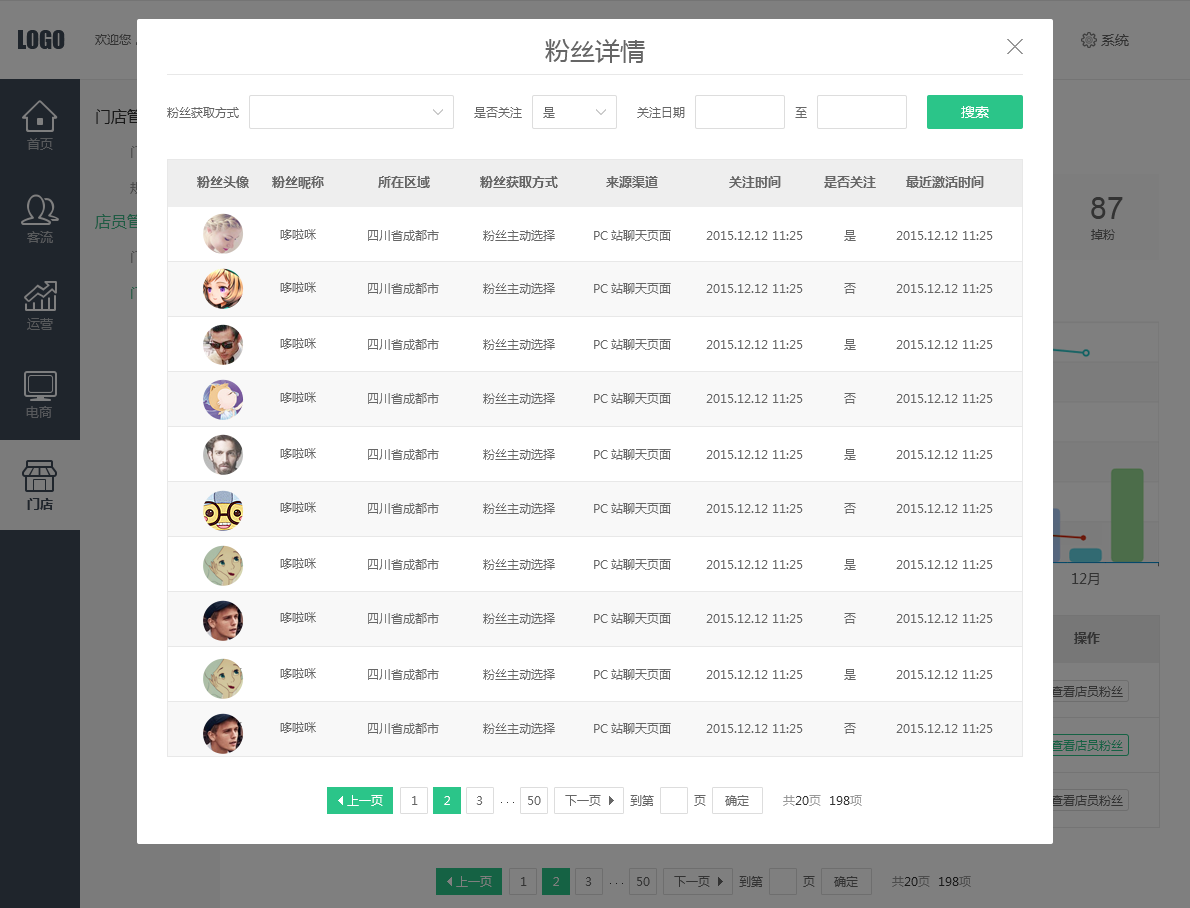 LOGO
欢迎您，
系统
首页
客流
运营
电商
门店
门店管
店员管
87
掉粉
12月
操作
查看店员粉丝
查看店员粉丝
查看店员粉丝
粉丝详情
粉丝获取方式 是否关注 是 关注日期 至 搜索
粉丝头像 粉丝昵称 所在区域 粉丝获取方式 来源渠道 关注时间 是否关注 最近激活时间
哆啦咪 四川省成都市 粉丝主动选择 PC 站聊天页面 2015.12.12 11:25 是 2015.12.12 11:25
哆啦咪 四川省成都市 粉丝主动选择 PC 站聊天页面 2015.12.12 11:25 否 2015.12.12 11:25
哆啦咪 四川省成都市 粉丝主动选择 PC 站聊天页面 2015.12.12 11:25 是 2015.12.12 11:25
哆啦咪 四川省成都市 粉丝主动选择 PC 站聊天页面 2015.12.12 11:25 否 2015.12.12 11:25
哆啦咪 四川省成都市 粉丝主动选择 PC 站聊天页面 2015.12.12 11:25 是 2015.12.12 11:25
哆啦咪 四川省成都市 粉丝主动选择 PC 站聊天页面 2015.12.12 11:25 否 2015.12.12 11:25
哆啦咪 四川省成都市 粉丝主动选择 PC 站聊天页面 2015.12.12 11:25 是 2015.12.12 11:25
哆啦咪 四川省成都市 粉丝主动选择 PC 站聊天页面 2015.12.12 11:25 否 2015.12.12 11:25
哆啦咪 四川省成都市 粉丝主动选择 PC 站聊天页面 2015.12.12 11:25 是 2015.12.12 11:25
哆啦咪 四川省成都市 粉丝主动选择 PC 站聊天页面 2015.12.12 11:25 否 2015.12.12 11:25
上一页 1 2 3 ... 50 下一页 到第 页 确定 共20页 198项
上一页 1 2 3 ... 50 下一页 到第 页 确定 共20页 198项